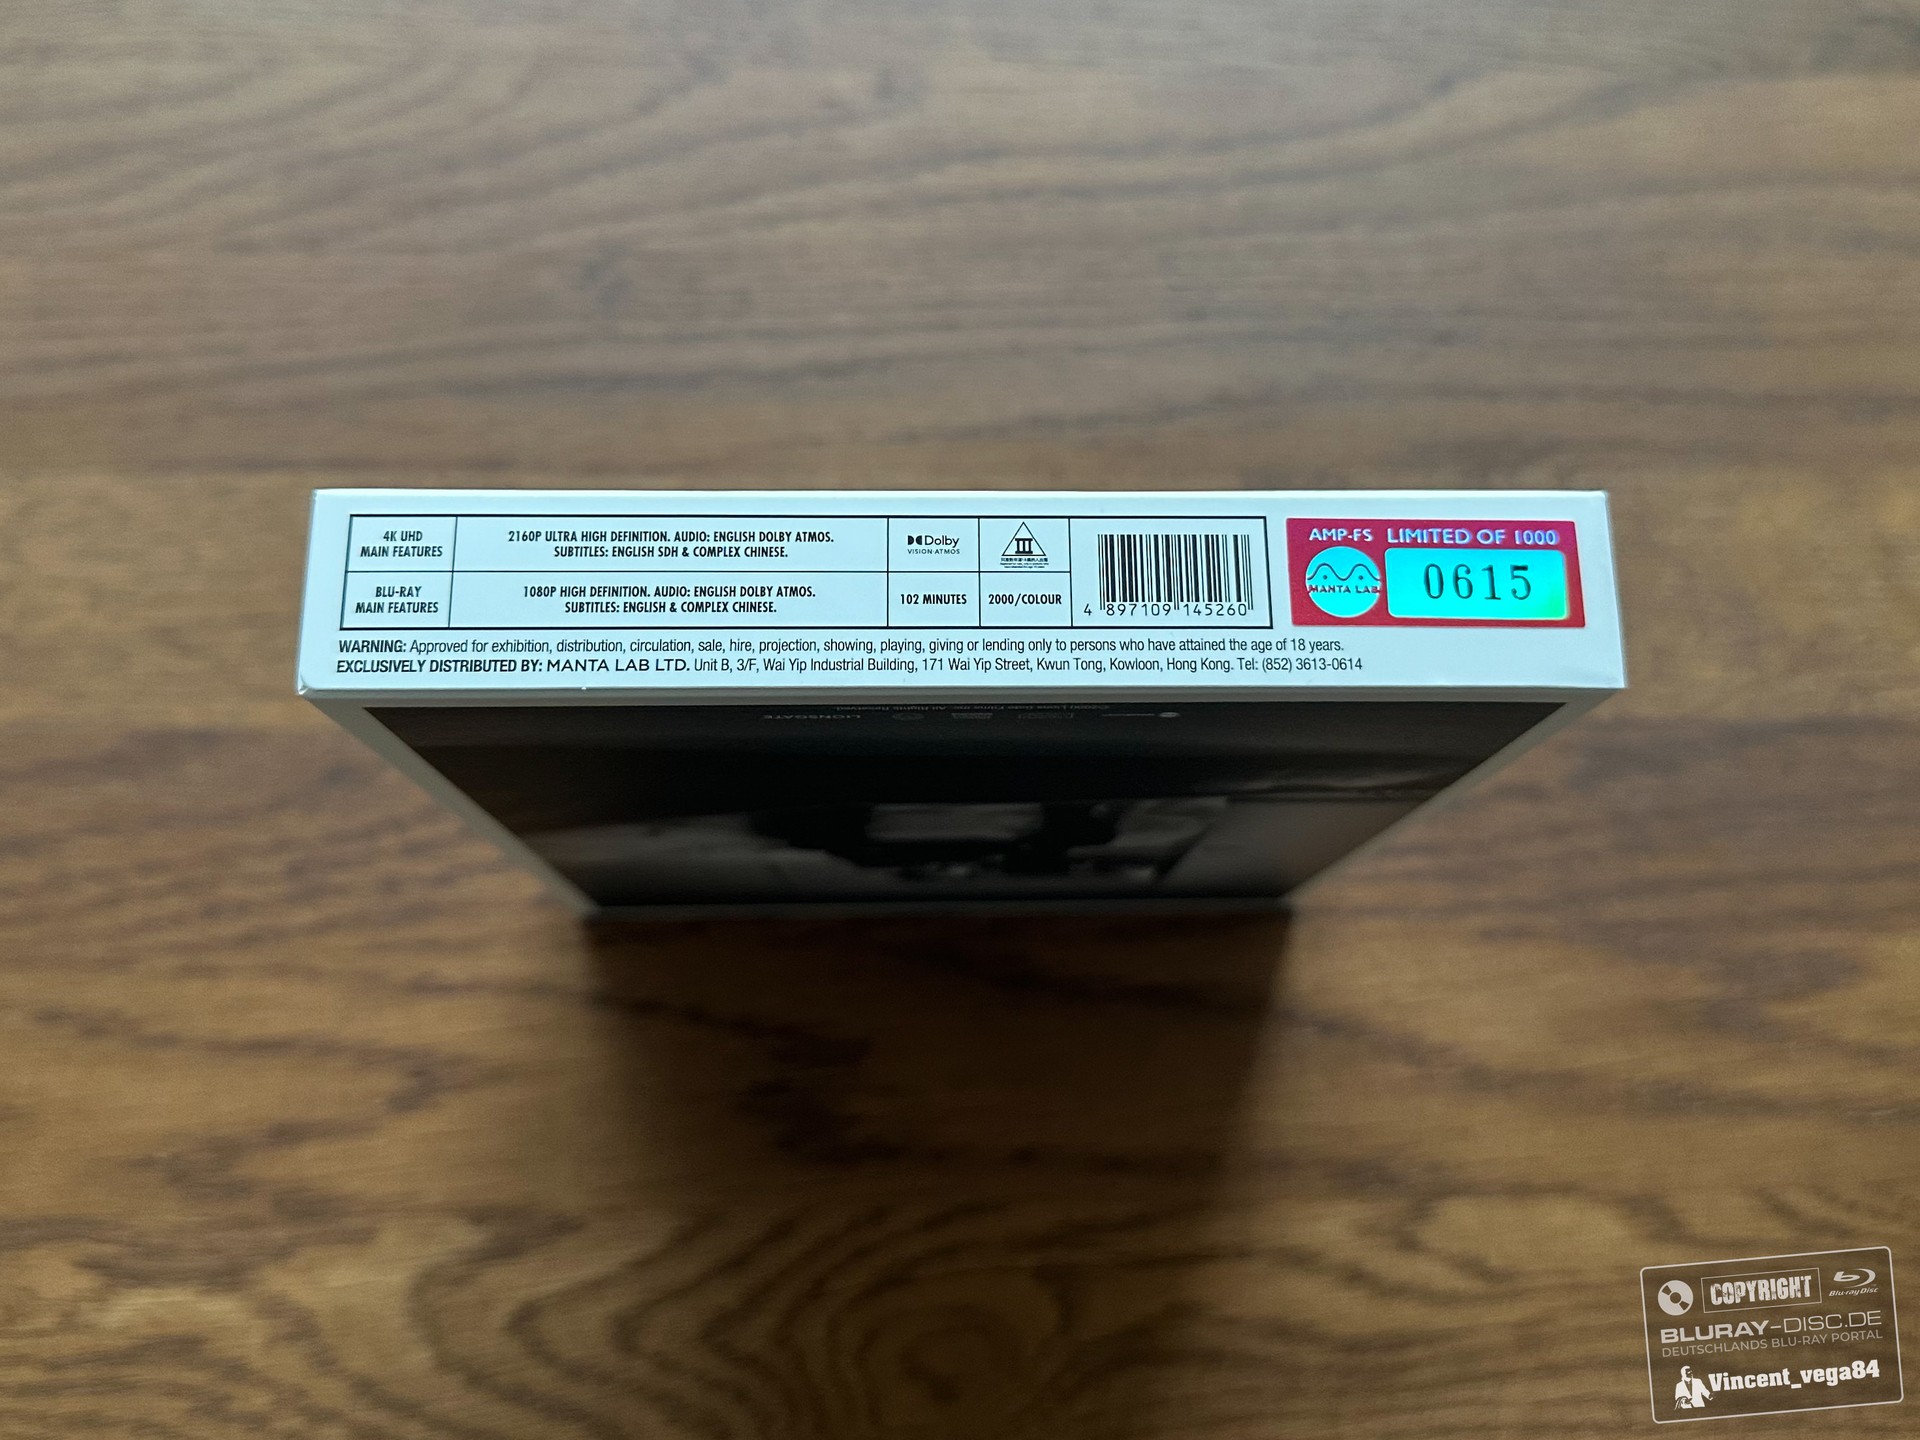 4K UHD
MAIN FEATURES
2160P ULTRA HIGH DEFINITION. AUDIO: ENGLISH DOLBY ATMOS.
SUBTITLES: ENGLISH SDH & COMPLEX CHINESE.
Dolby
VISION·ATMOS
III
BLU-RAY
MAIN FEATURES
1080P HIGH DEFINITION. AUDIO: ENGLISH DOLBY ATMOS.
SUBTITLES: ENGLISH & COMPLEX CHINESE.
102 MINUTES
2000/COLOUR
4 897109 145260
AMP-FS LIMITED OF 1000
MANTA LAB
0615
WARNING: Approved for exhibition, distribution, circulation, sale, hire, projection, showing, playing, giving or lending only to persons who have attained the age of 18 years.
EXCLUSIVELY DISTRIBUTED BY: MANTA LAB LTD. Unit B, 3/F, Wai Yip Industrial Building, 171 Wai Yip Street, Kwun Tong, Kowloon, Hong Kong. Tel: (852) 3613-0614
LIONSGATE
COPYRIGHT
Blu-ray Disc
BLURAY-DISC.DE
DEUTSCHLANDS BLU-RAY PORTAL
Vincent_vega84